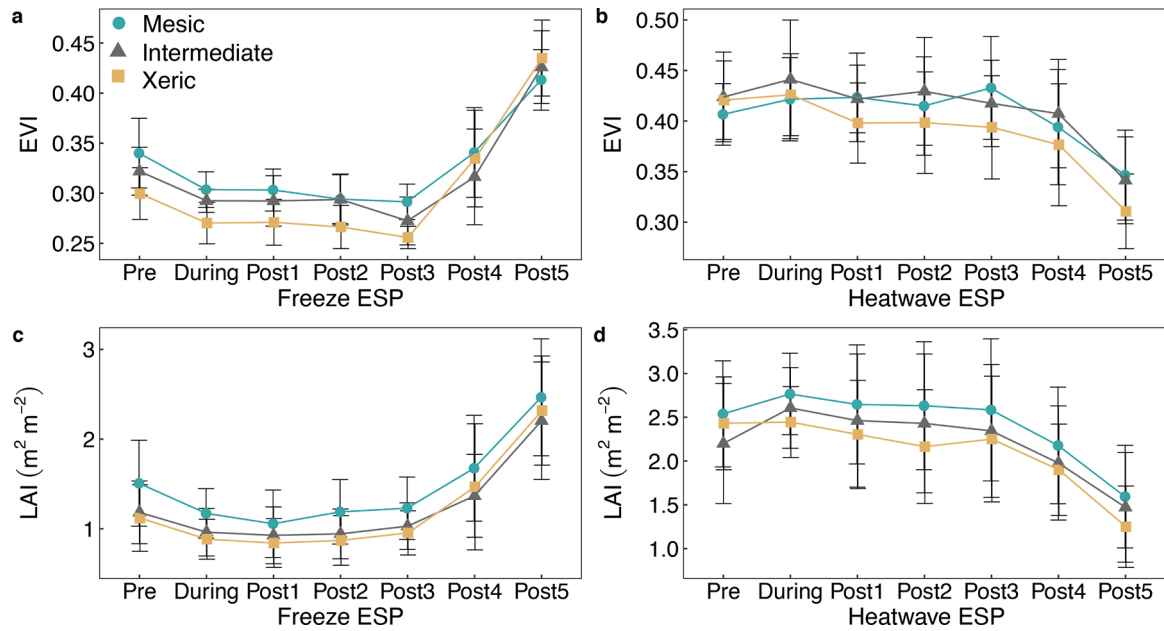 a
Mesic
Intermediate
Xeric
EVI
0.45
0.40
0.35
0.30
0.25
Pre During Post1 Post2 Post3 Post4 Post5
Freeze ESP
b
EVI
0.50
0.45
0.40
0.35
0.30
Pre During Post1 Post2 Post3 Post4 Post5
Heatwave ESP
c
LAI (m² m⁻²)
3
2
1
Pre During Post1 Post2 Post3 Post4 Post5
Freeze ESP
d
LAI (m² m⁻²)
3.5
3.0
2.5
2.0
1.5
1.0
Pre During Post1 Post2 Post3 Post4 Post5
Heatwave ESP